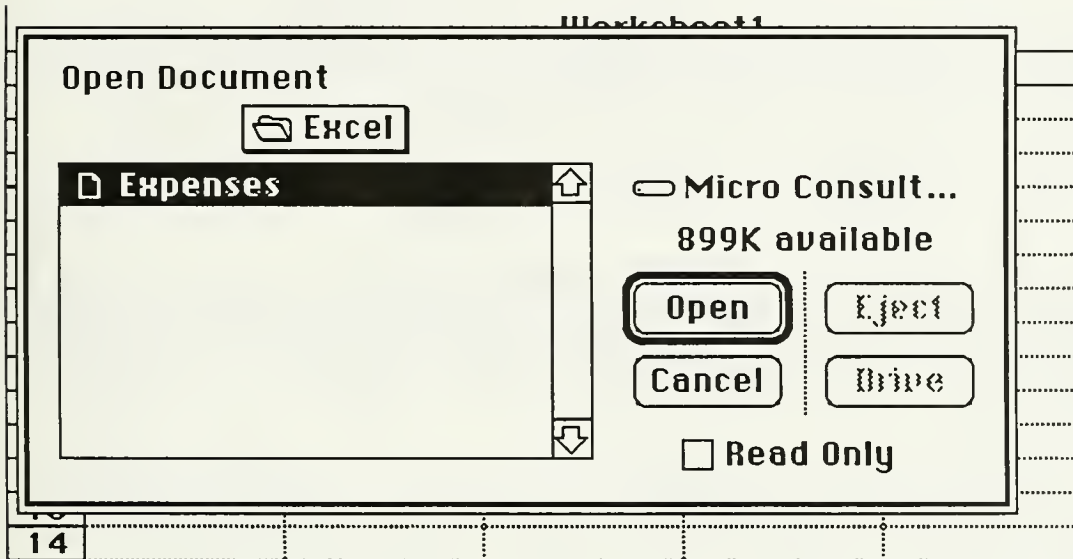 Worksheet1
Open Document
Excel
Expenses
Micro Consult...
899K available
Open
Eject
Cancel
Drive
Read Only
14